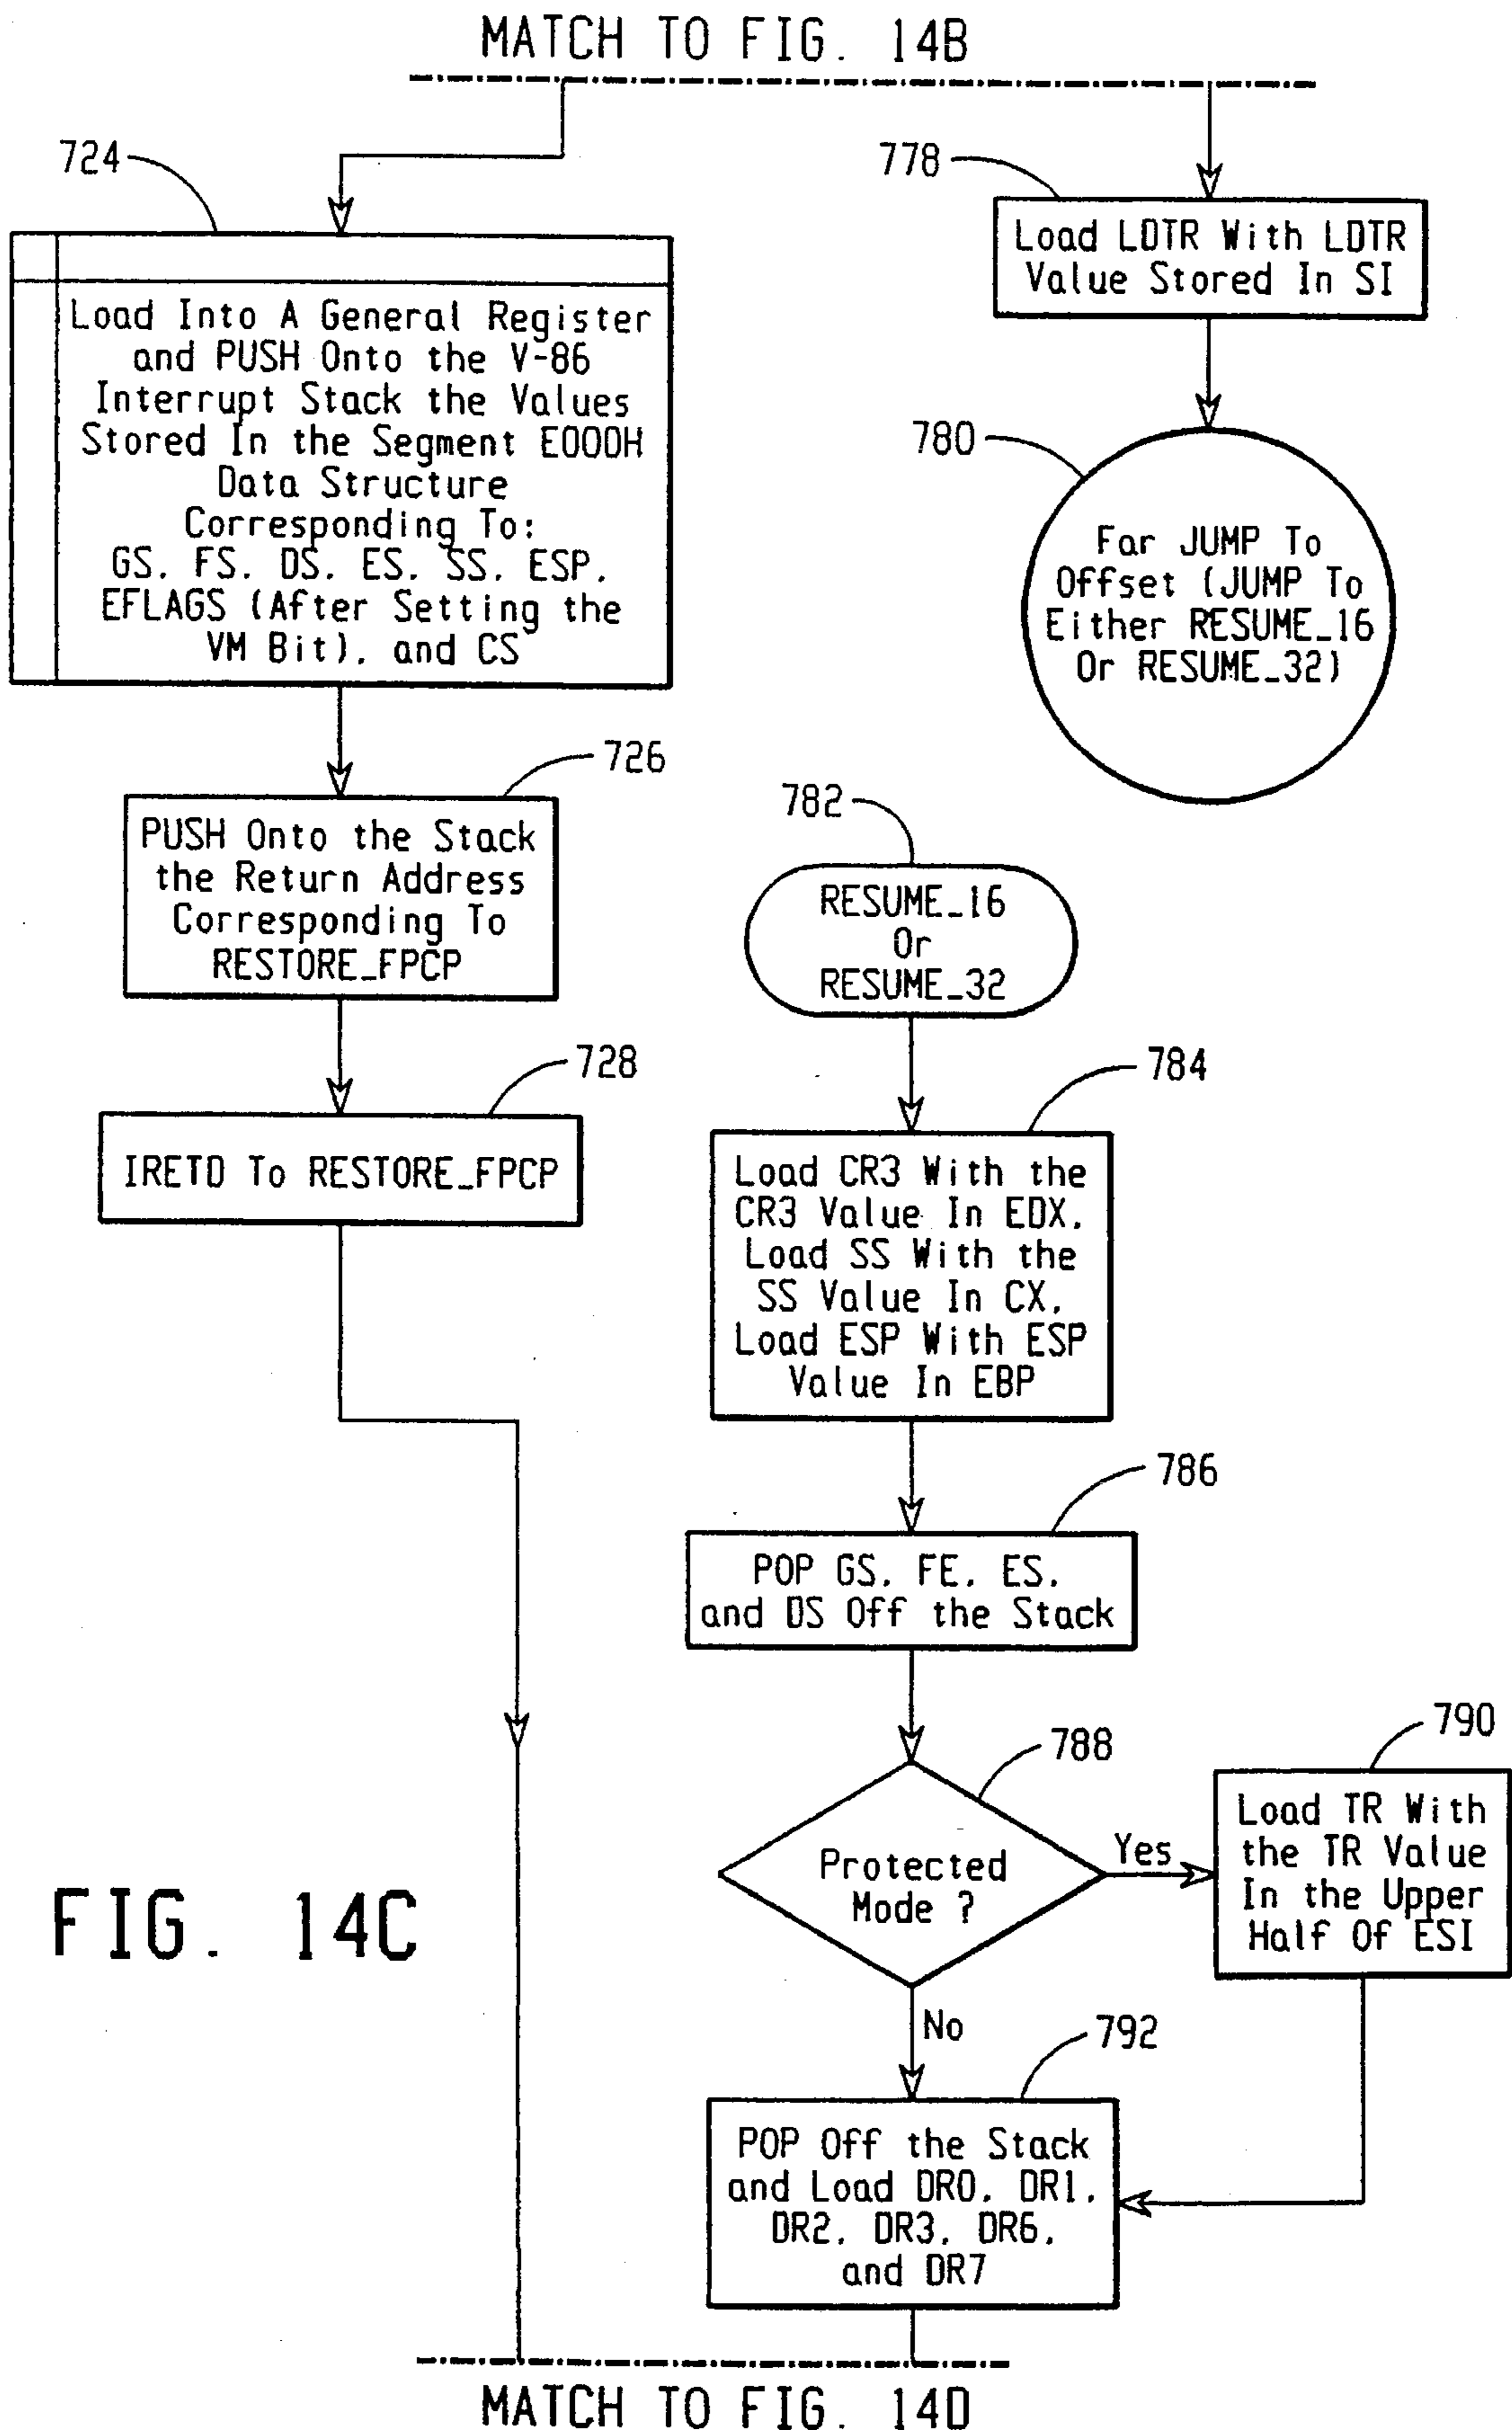 MATCH TO FIG. 14B
724
Load Into A General Register
and PUSH Onto the V-86
Interrupt Stack the Values
Stored In the Segment E000H
Data Structure
Corresponding To:
GS, FS, DS, ES, SS, ESP,
EFLAGS (After Setting the
VM Bit), and CS
726
PUSH Onto the Stack
the Return Address
Corresponding To
RESTORE_FPCP
728
IRETD To RESTORE_FPCP
778
Load LDTR With LDTR
Value Stored In SI
780
Far JUMP To
Offset (JUMP To
Either RESUME_16
Or RESUME_32)
782
RESUME_16
Or
RESUME_32
784
Load CR3 With the
CR3 Value In EDX,
Load SS With the
SS Value In CX,
Load ESP With ESP
Value In EBP
786
POP GS, FE, ES,
and DS Off the Stack
788
Protected
Mode ?
Yes
790
Load TR With
the TR Value
In the Upper
Half Of ESI
No
792
POP Off the Stack
and Load DR0, DR1,
DR2, DR3, DR6,
and DR7
FIG. 14C
MATCH TO FIG. 14D